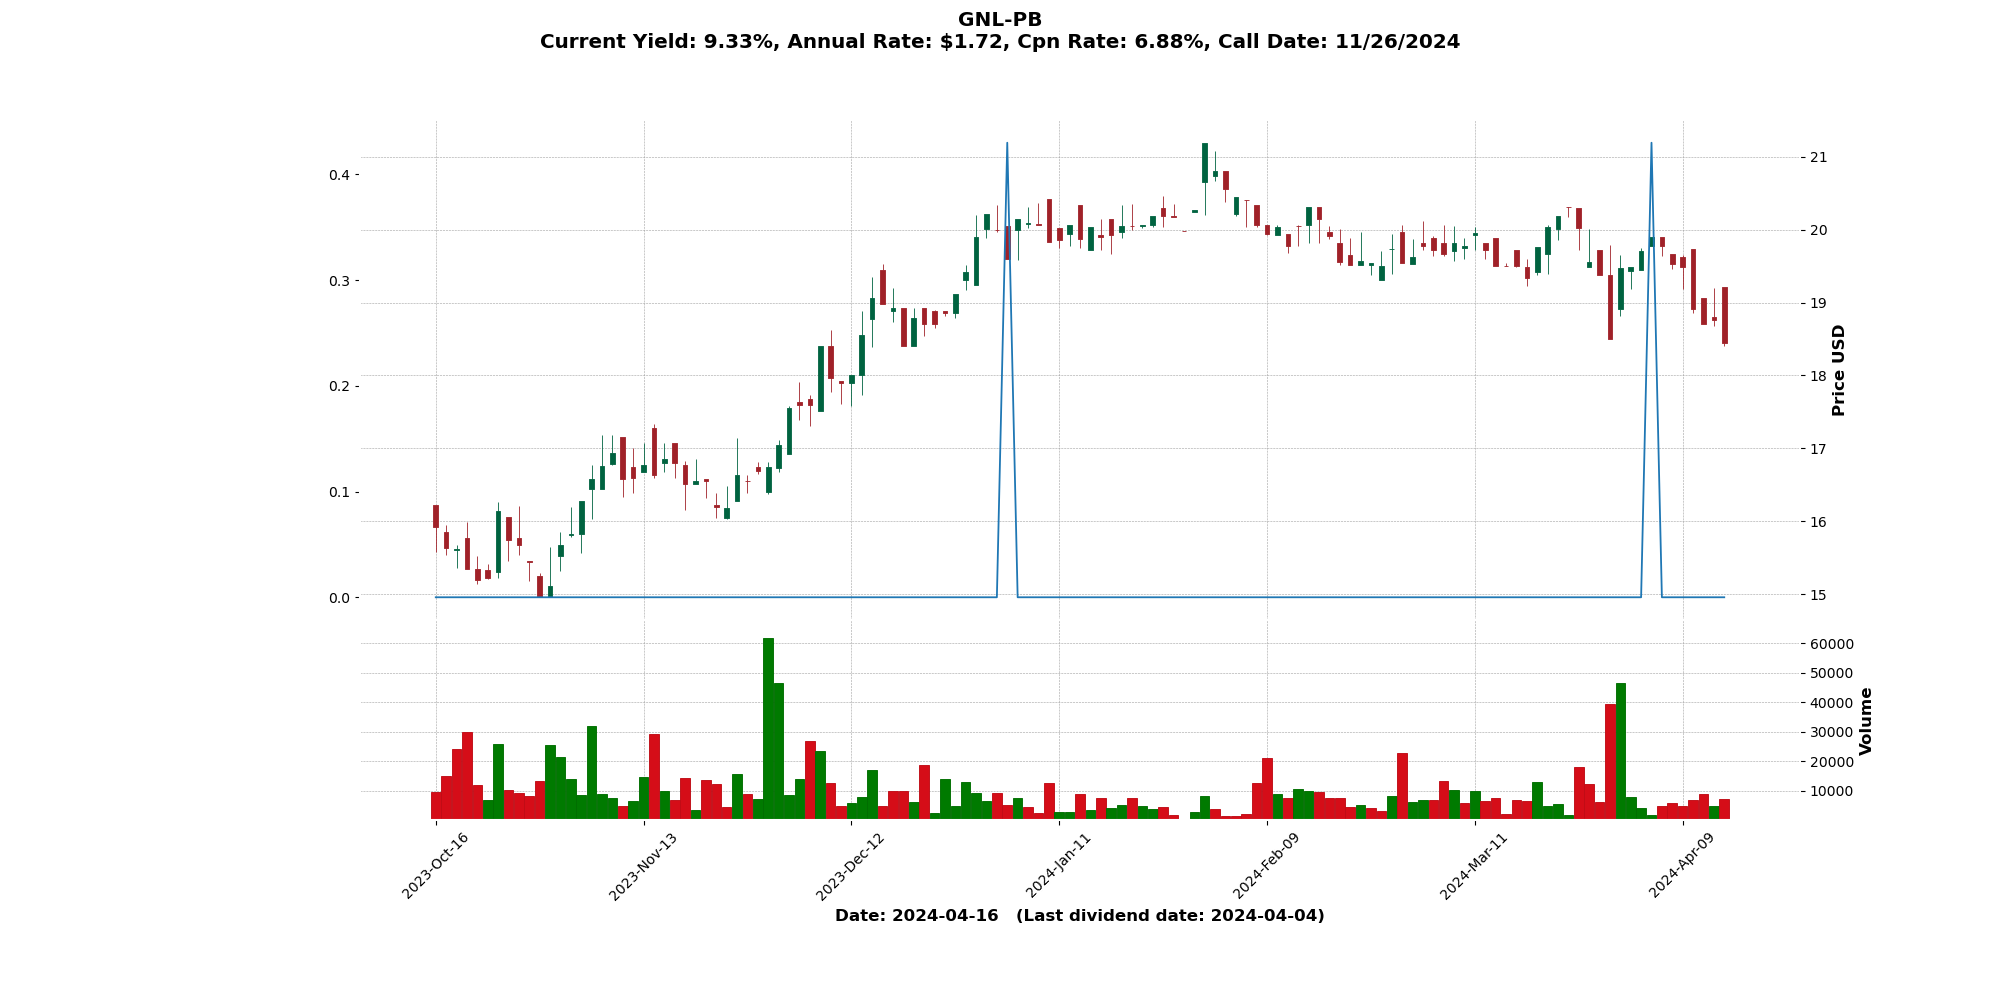 GNL-PB
Current Yield: 9.33%, Annual Rate: $1.72, Cpn Rate: 6.88%, Call Date: 11/26/2024
0.4
0.3
0.2
0.1
0.0
21
20
19
18
17
16
15
Price USD
60000
50000
40000
30000
20000
10000
Volume
2023-Oct-16
2023-Nov-13
2023-Dec-12
2024-Jan-11
2024-Feb-09
2024-Mar-11
2024-Apr-09
Date: 2024-04-16 (Last dividend date: 2024-04-04)